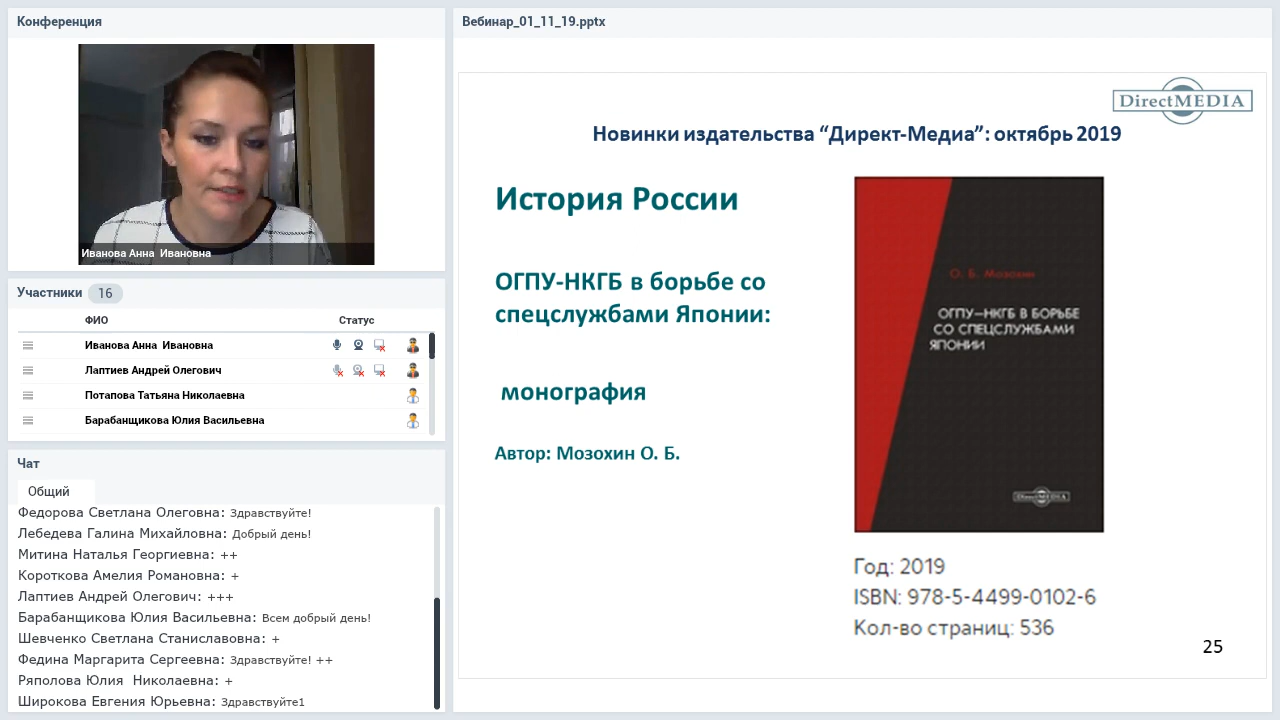 Конференция
Иванова Анна Ивановна
Участники 16
ФИО Статус
Иванова Анна Ивановна
Лаптиев Андрей Олегович
Потапова Татьяна Николаевна
Барабанщикова Юлия Васильевна
Чат
Общий
Федорова Светлана Олеговна: Здравствуйте!
Лебедева Галина Михайловна: Добрый день!
Митина Наталья Георгиевна: ++
Короткова Амелия Романовна: +
Лаптиев Андрей Олегович: +++
Барабанщикова Юлия Васильевна: Всем добрый день!
Шевченко Светлана Станиславовна: +
Федина Маргарита Сергеевна: Здравствуйте! ++
Ряполова Юлия Николаевна: +
Широкова Евгения Юрьевна: Здравствуйте1
Вебинар_01_11_19.pptx
DirectMEDIA
Новинки издательства “Директ-Медиа”: октябрь 2019
История России
ОГПУ-НКГБ в борьбе со
спецслужбами Японии:
монография
Автор: Мозохин О. Б.
О. Б. Мозохин
ОГПУ—НКГБ В БОРЬБЕ
СО СПЕЦСЛУЖБАМИ
ЯПОНИИ
DirectMEDIA
Год: 2019
ISBN: 978-5-4499-0102-6
Кол-во страниц: 536
25